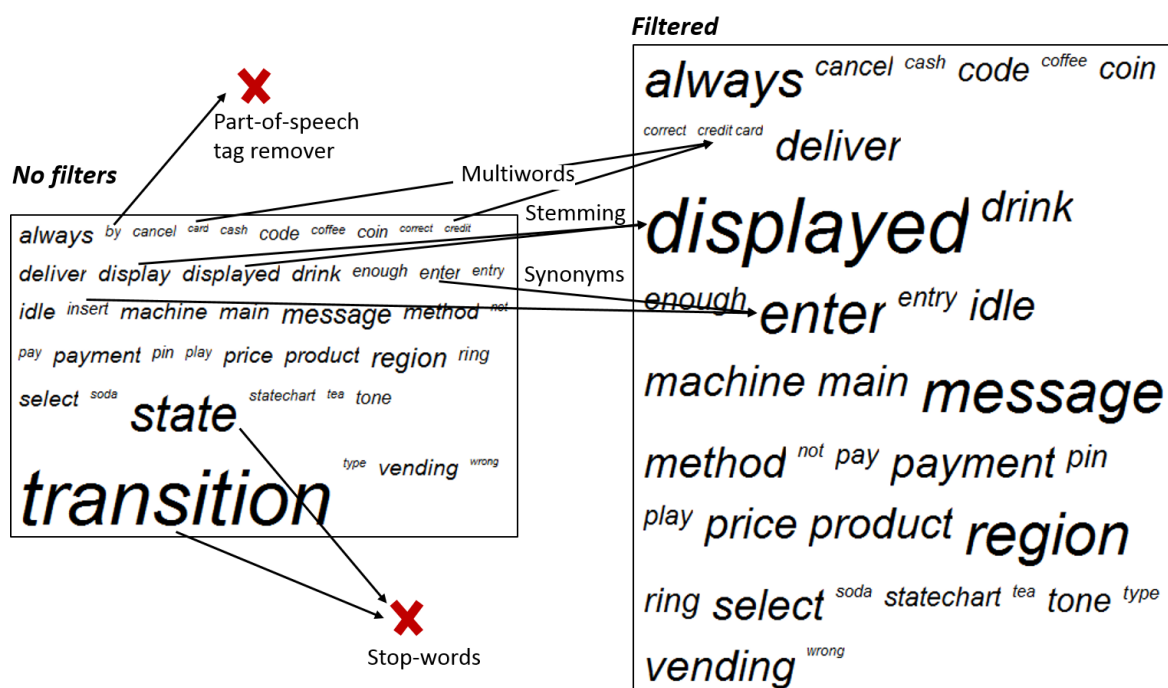 Filtered
Part-of-speech
tag remover
No filters
Multiwords
Stemming
Synonyms
always by cancel card cash code coffee coin correct credit
deliver display displayed drink enough enter entry
idle insert machine main message method not
pay payment pin play price product region ring
select soda state statechart tea tone
transition type vending wrong
Stop-words
always cancel cash code coffee coin
correct credit card deliver
displayed drink
enough enter entry idle
machine main message
method not pay payment pin
play price product region
ring select soda statechart tea tone type
vending wrong